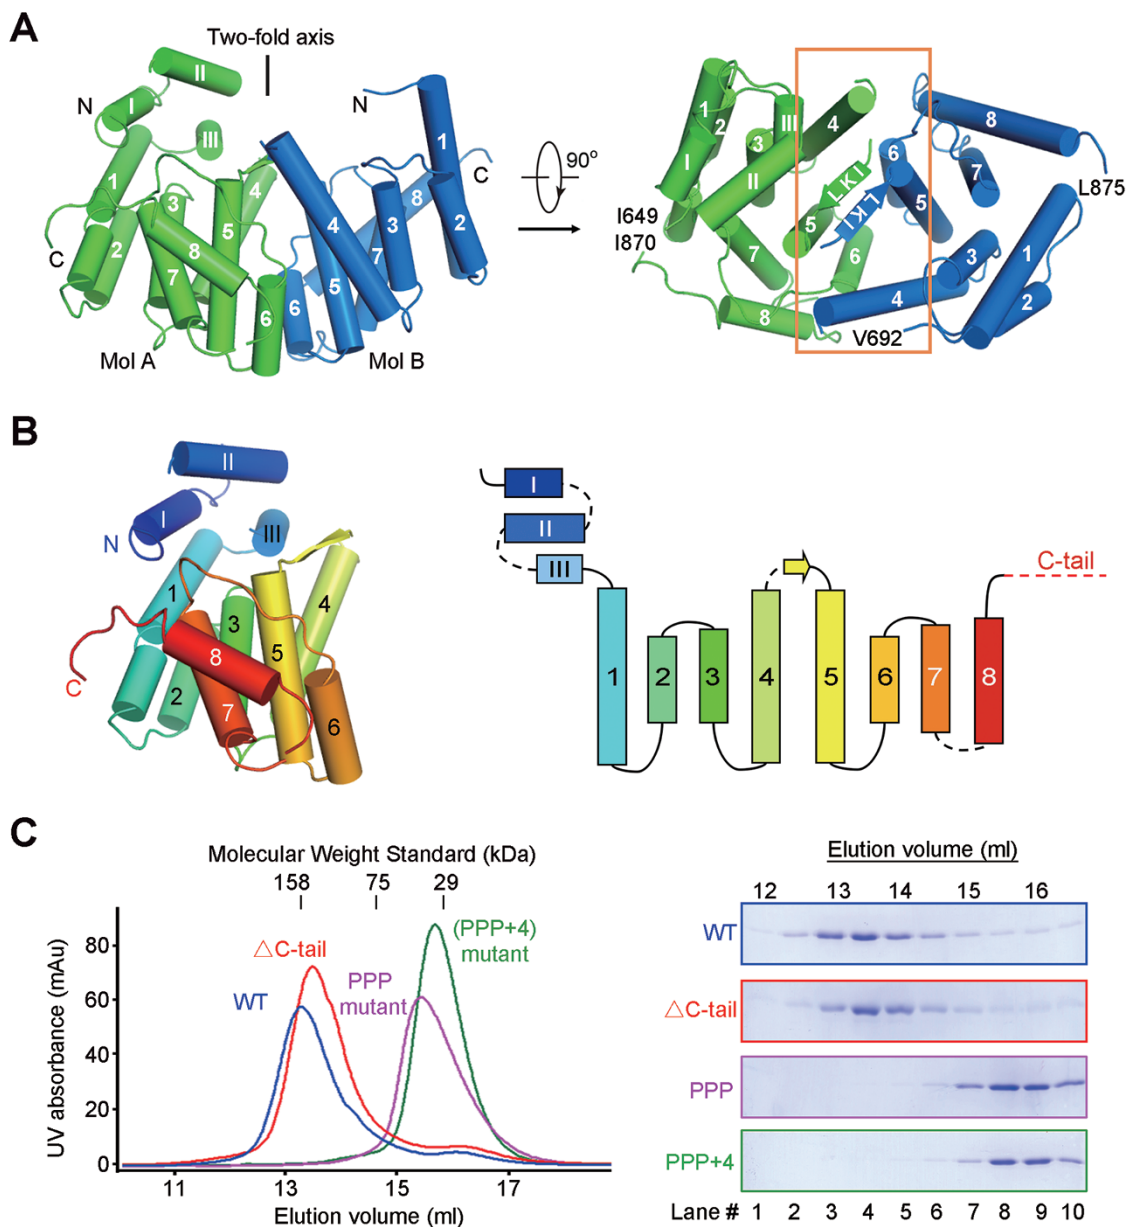 A
Two-fold axis
II
N
I
III
N
1
1
C
4
3
8
2
5
4
3
2
C
8
7
7
6
6
5
Mol A
Mol B
90°
1
2
III
4
8
I
3
6
7
II
LKI
5
L875
I649
LKI
5
I870
3
1
7
6
4
2
8
V692
B
II
I
N
III
1
4
3
5
8
C
2
7
6
I
II
III
C-tail
1
2
3
4
5
6
7
8
C
Molecular Weight Standard (kDa)
158 75 29
80
60
40
20
0
UV absorbance (mAu)
△C-tail
WT
PPP
mutant
(PPP+4)
mutant
11 13 15 17
Elution volume (ml)
Elution volume (ml)
12 13 14 15 16
WT
△C-tail
PPP
PPP+4
Lane # 1 2 3 4 5 6 7 8 9 10